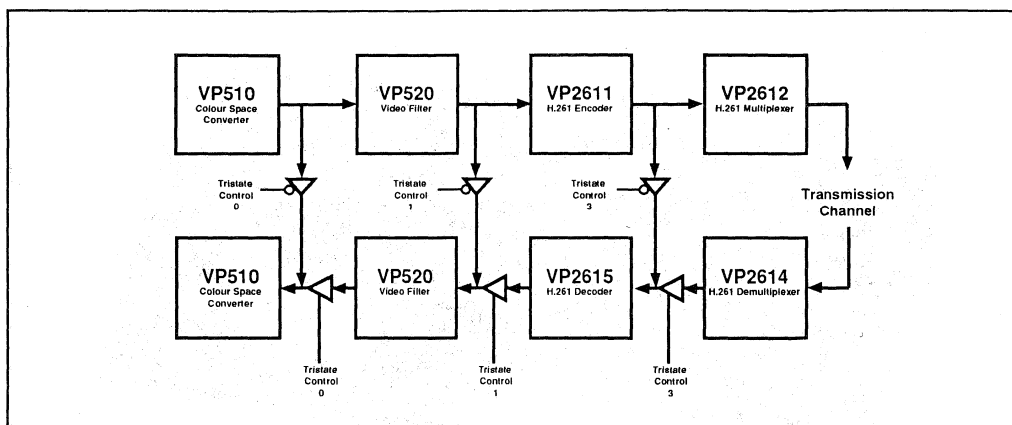 VP510
Colour Space
Converter
VP520
Video Filter
VP2611
H.261 Encoder
VP2612
H.261 Multiplexer
Tristate
Control
0
Tristate
Control
1
Tristate
Control
3
Transmission
Channel
VP510
Colour Space
Converter
VP520
Video Filter
VP2615
H.261 Decoder
VP2614
H.261 Demultiplexer
Tristate
Control
0
Tristate
Control
1
Tristate
Control
3